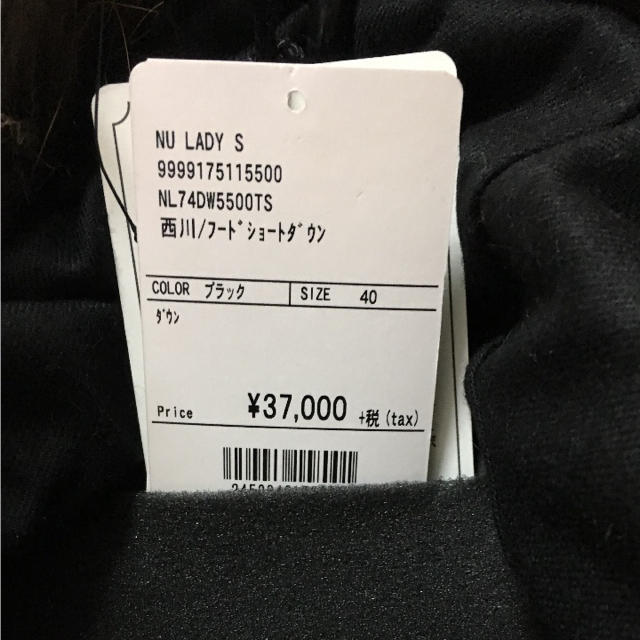 NU LADY S
9999175115500
NL74DW5500TS
西川/ﾌｰﾄﾞｼｮｰﾄﾀﾞｳﾝ
COLOR ブラック SIZE 40
ﾀﾞｳﾝ
Price ¥37,000 +税(tax)